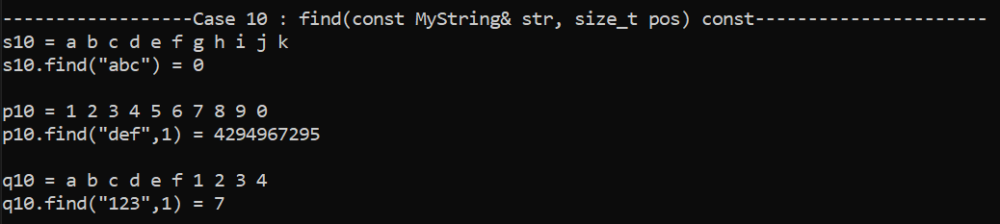 ------------------Case 10 : find(const MyString& str, size_t pos) const----------------------
s10 = a b c d e f g h i j k
s10.find("abc") = 0
p10 = 1 2 3 4 5 6 7 8 9 0
p10.find("def",1) = 4294967295
q10 = a b c d e f 1 2 3 4
q10.find("123",1) = 7